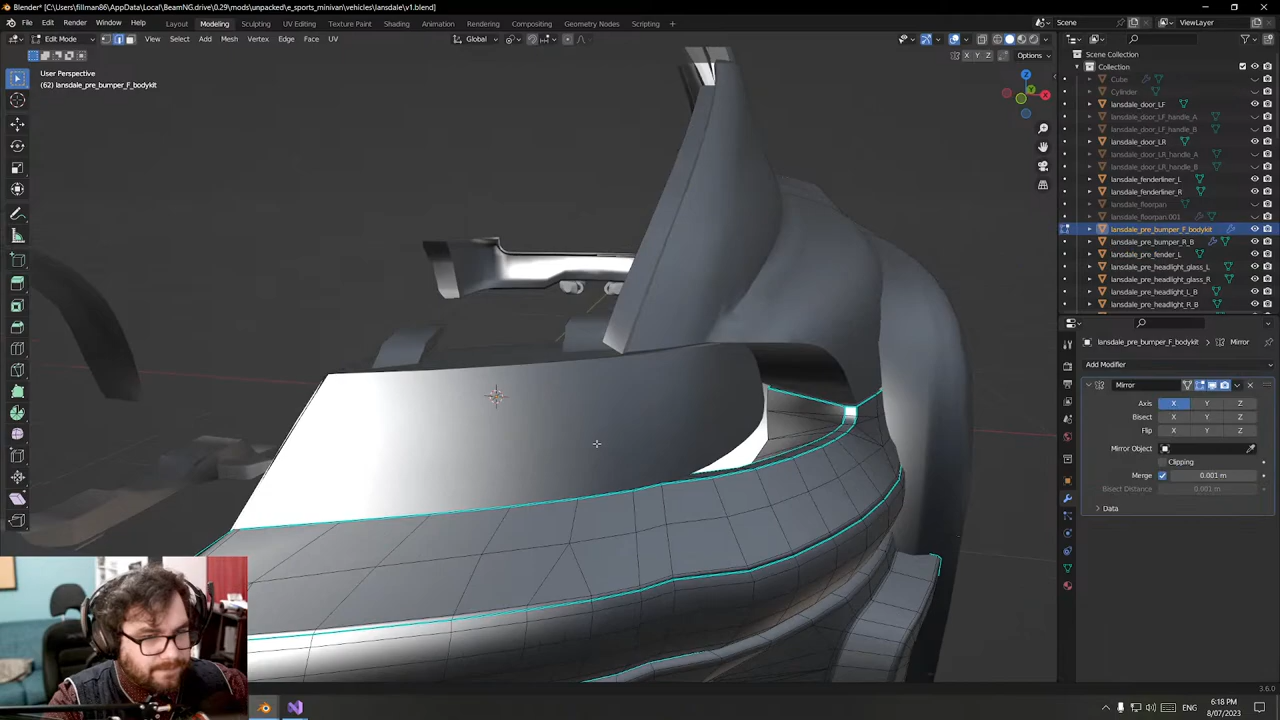 Blender* [C:\Users\fillman86\AppData\Local\BeamNG.drive\0.29\mods\unpacked\e_sports_minivan\vehicles\lansdale\v1.blend]
File Edit Render Window Help Layout Modeling Sculpting UV Editing Texture Paint Shading Animation Rendering Compositing Geometry Nodes Scripting + Scene ViewLayer
Edit Mode View Select Add Mesh Vertex Edge Face UV Global
X Y Z Options
User Perspective
(62) lansdale_pre_bumper_F_bodykit
Z
Y
X
Scene Collection
Collection
Cube
Cylinder
lansdale_door_LF
lansdale_door_LF_handle_A
lansdale_door_LF_handle_B
lansdale_door_LR
lansdale_door_LR_handle_A
lansdale_door_LR_handle_B
lansdale_fenderliner_L
lansdale_fenderliner_R
lansdale_floorpan
lansdale_floorpan.001
lansdale_pre_bumper_F_bodykit
lansdale_pre_bumper_R_B
lansdale_pre_fender_L
lansdale_pre_headlight_glass_L
lansdale_pre_headlight_glass_R
lansdale_pre_headlight_L_B
lansdale_pre_headlight_R_B
lansdale_pre_bumper_F_bodykit > Mirror
Add Modifier
Mirror
Axis X Y Z
Bisect X Y Z
Flip X Y Z
Mirror Object
Clipping
Merge 0.001 m
Bisect Distance 0.001 m
Data
3.6.0
ENG
6:18 PM
8/07/2023